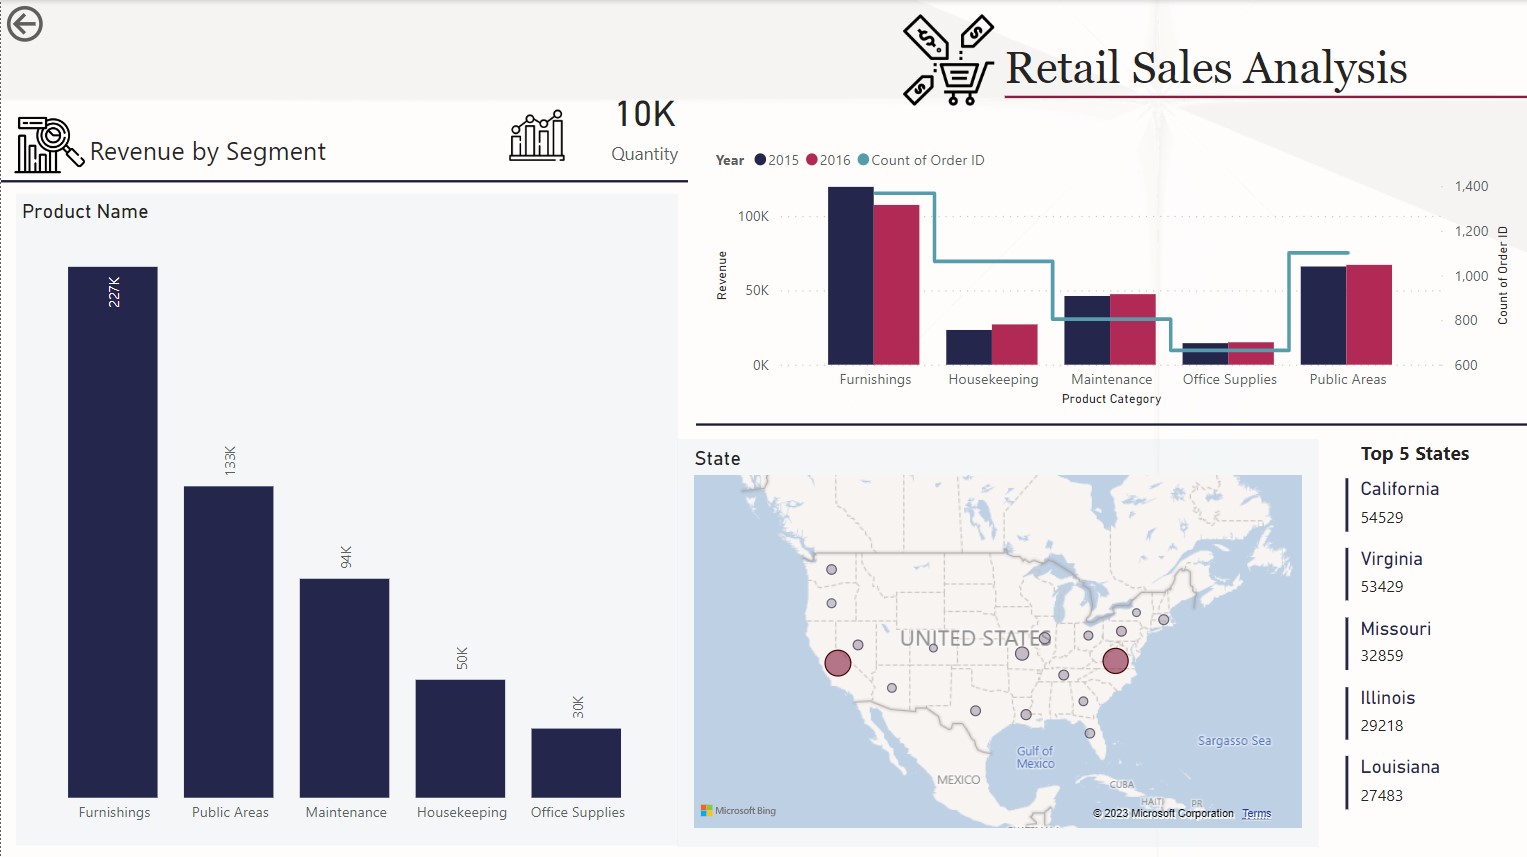 Retail Sales Analysis
10K
Quantity
Revenue by Segment
Product Name
227K
133K
94K
50K
30K
Furnishings
Public Areas
Maintenance
Housekeeping
Office Supplies
Year 2015 2016 Count of Order ID
Revenue
100K
50K
0K
1,400
1,200
1,000
800
600
Count of Order ID
Furnishings
Housekeeping
Maintenance
Office Supplies
Public Areas
Product Category
State
UNITED STATES
MEXICO
Gulf of
Mexico
CUBA
HAITI
PR
Sargasso Sea
Microsoft Bing
© 2023 Microsoft Corporation Terms
Top 5 States
California
54529
Virginia
53429
Missouri
32859
Illinois
29218
Louisiana
27483